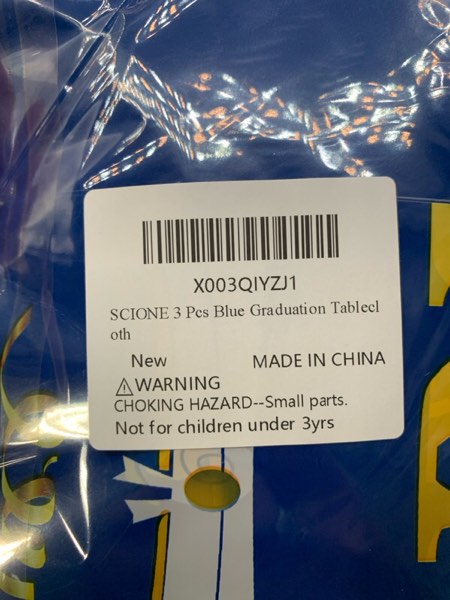 X003QIYZJ1
SCIONE 3 Pcs Blue Graduation Tablecl
oth
New MADE IN CHINA
⚠WARNING
CHOKING HAZARD--Small parts.
Not for children under 3yrs